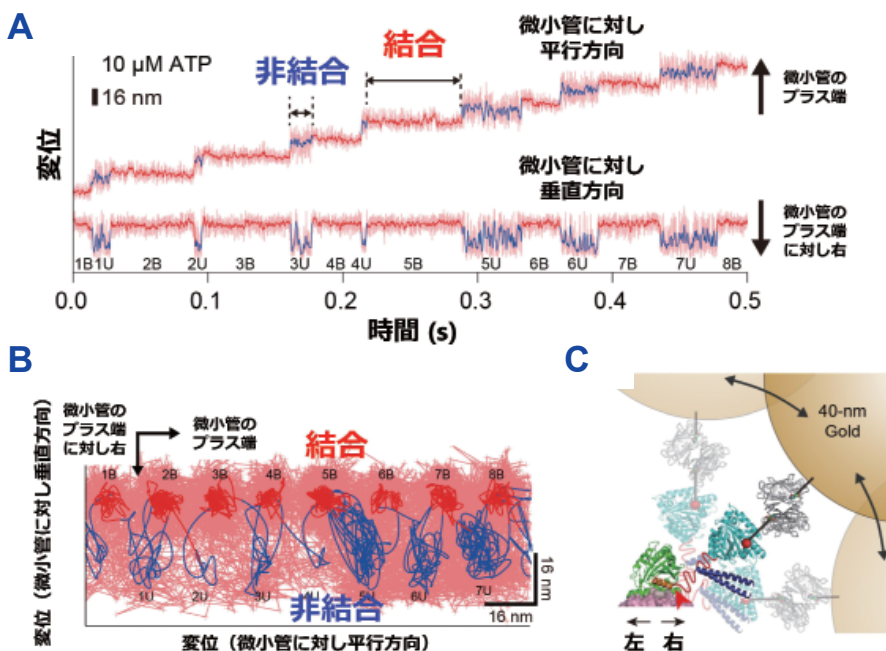 A
10 μM ATP
16 nm
非結合
結合
微小管に対し
平行方向
微小管の
プラス端
変位
微小管に対し
垂直方向
微小管の
プラス端
に対し右
1B 1U 2B 2U 3B 3U 4B 4U 5B 5U 6B 6U 7B 7U 8B
0.0 0.1 0.2 0.3 0.4 0.5
時間 (s)
B
変位(微小管に対し垂直方向)
微小管の
プラス端
に対し右
微小管の
プラス端
結合
1B 2B 3B 4B 5B 6B 7B 8B
1U 2U 3U 5U 6U 7U
非結合
16 nm
16 nm
変位(微小管に対し平行方向)
C
40-nm
Gold
左 右